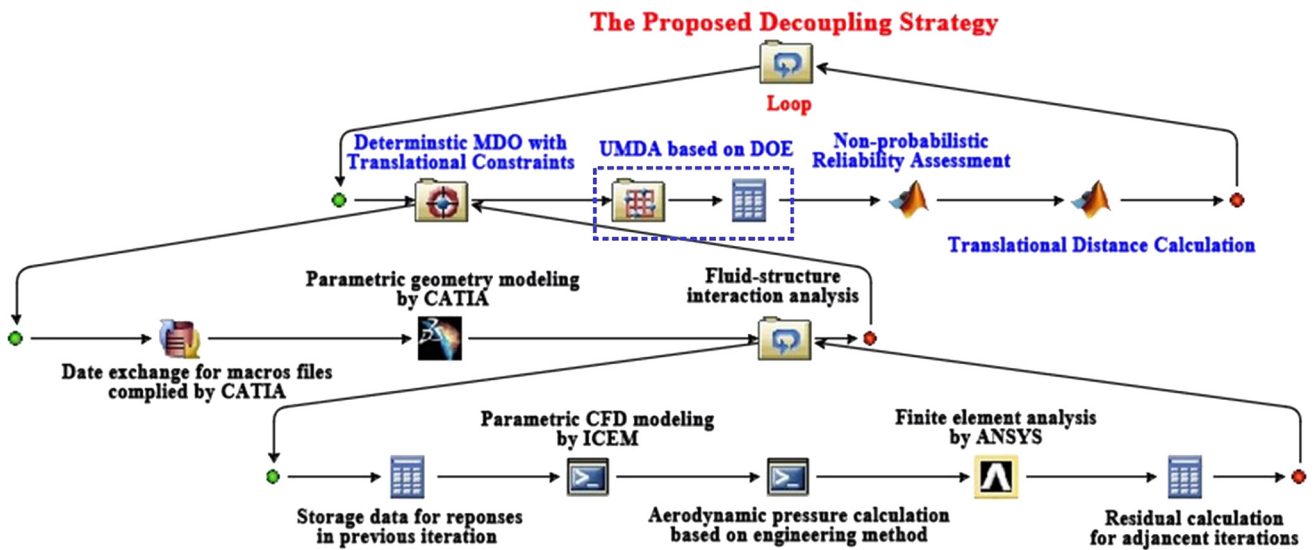 The Proposed Decoupling Strategy
Loop
Determinstic MDO with
Translational Constraints
UMDA based on DOE
Non-probabilistic
Reliability Assessment
Translational Distance Calculation
Parametric geometry modeling
by CATIA
Fluid-structure
interaction analysis
Date exchange for macros files
complied by CATIA
Parametric CFD modeling
by ICEM
Finite element analysis
by ANSYS
Storage data for reponses
in previous iteration
Aerodynamic pressure calculation
based on engineering method
Residual calculation
for adjancent iterations